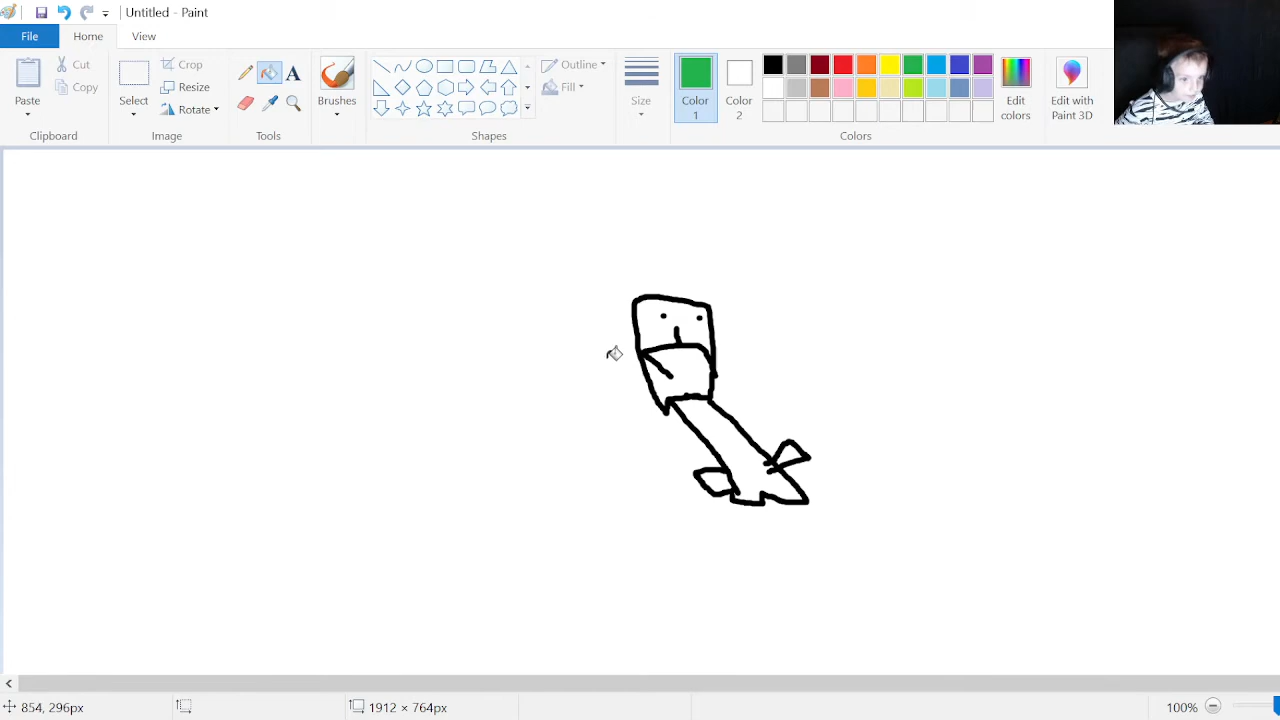 Untitled - Paint
File Home View
Paste
Cut
Copy
Clipboard
Select
Crop
Resize
Rotate
Image
A
Tools
Brushes
Shapes
Outline
Fill
Size
Color
1
Color
2
Edit
colors
Colors
Edit with
Paint 3D
854, 296px
1912 × 764px
100%